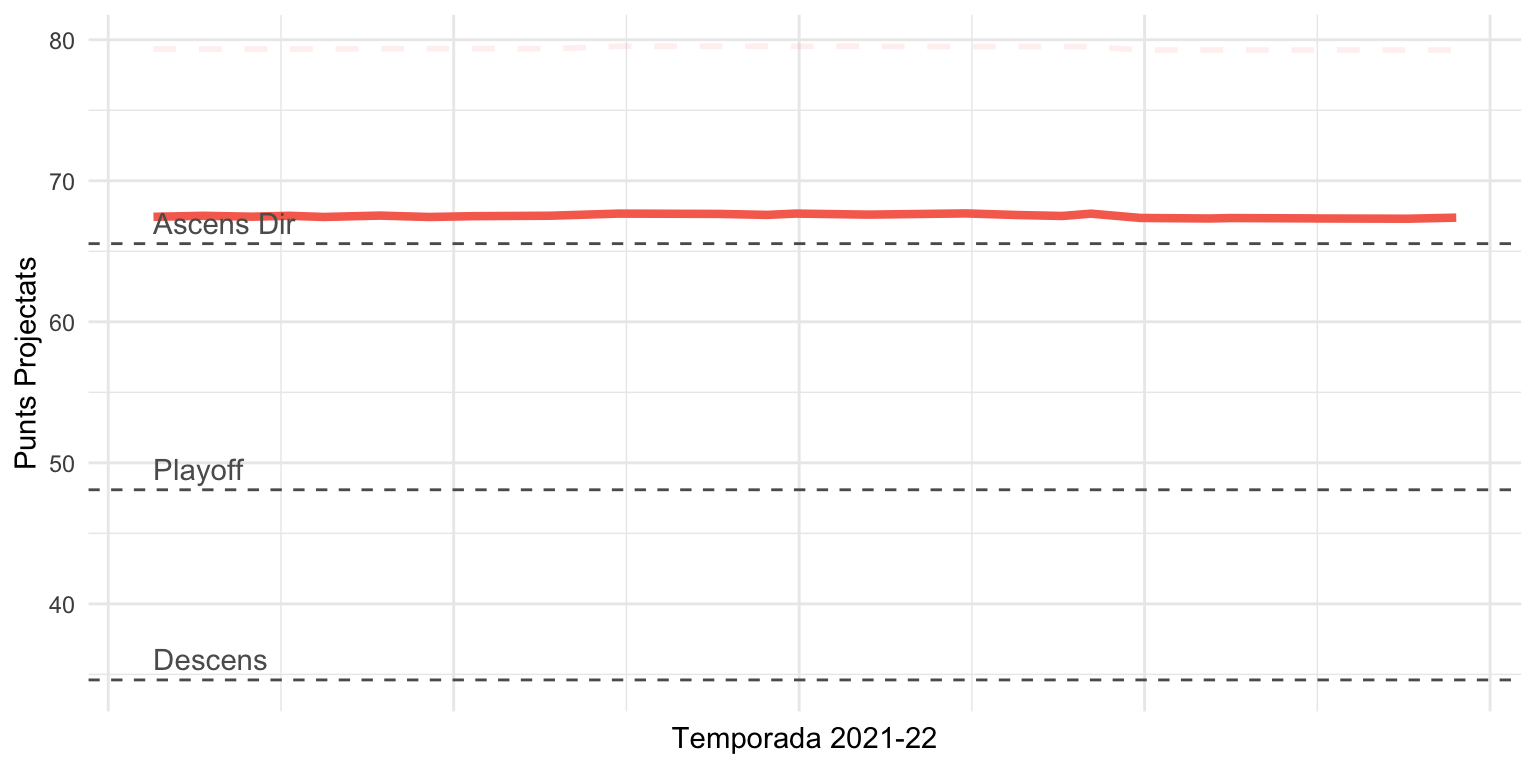 80
70
60
50
40
Punts Projectats
Ascens Dir
Playoff
Descens
Temporada 2021-22